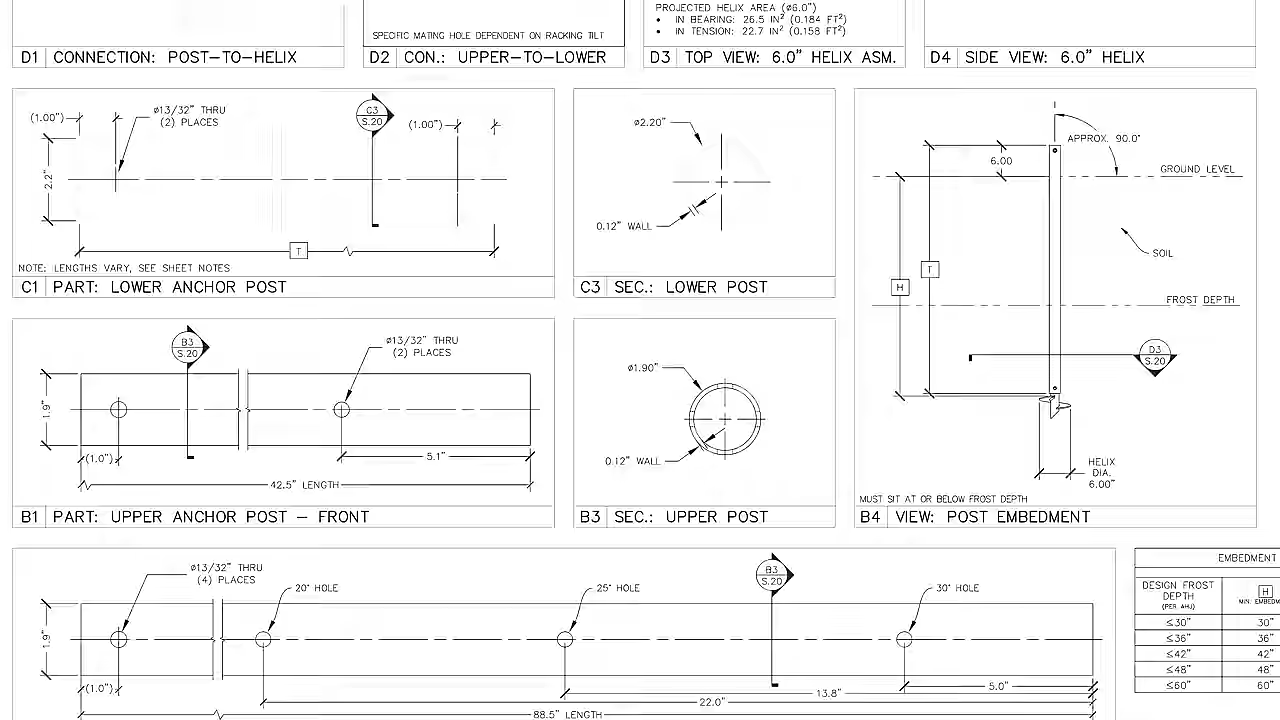 SPECIFIC MATING HOLE DEPENDENT ON RACKING TILT
PROJECTED HELIX AREA (ø6.0")
• IN BEARING: 26.5 IN² (0.184 FT²)
• IN TENSION: 22.7 IN² (0.158 FT²)
D1 CONNECTION: POST-TO-HELIX
D2 CON.: UPPER-TO-LOWER
D3 TOP VIEW: 6.0" HELIX ASM.
D4 SIDE VIEW: 6.0" HELIX
(1.00")
ø13/32" THRU
(2) PLACES
C3
S.20
(1.00")
2.2"
T
NOTE: LENGTHS VARY, SEE SHEET NOTES
C1 PART: LOWER ANCHOR POST
ø2.20"
0.12" WALL
C3 SEC.: LOWER POST
APPROX. 90.0°
6.00
GROUND LEVEL
SOIL
T
H
FROST DEPTH
D3
S.20
HELIX
DIA.
6.00"
MUST SIT AT OR BELOW FROST DEPTH
B4 VIEW: POST EMBEDMENT
B3
S.20
ø13/32" THRU
(2) PLACES
1.9"
(1.0")
5.1"
42.5" LENGTH
B1 PART: UPPER ANCHOR POST - FRONT
ø1.90"
0.12" WALL
B3 SEC.: UPPER POST
ø13/32" THRU
(4) PLACES
20° HOLE
25° HOLE
B3
S.20
30° HOLE
1.9"
(1.0")
5.0"
13.8"
22.0"
88.5" LENGTH
EMBEDMENT
DESIGN FROST
DEPTH
(PER AHJ)
H
MIN. EMBEDM
≤30" 30"
≤36" 36"
≤42" 42"
≤48" 48"
≤60" 60"